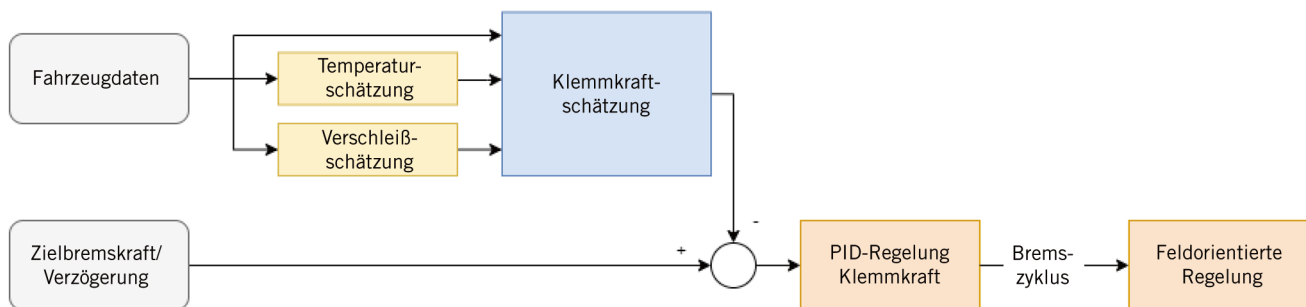 Fahrzeugdaten
Temperatur-
schätzung
Verschleiß-
schätzung
Klemmkraft-
schätzung
Zielbremskraft/
Verzögerung
+
-
PID-Regelung
Klemmkraft
Brems-
zyklus
Feldorientierte
Regelung